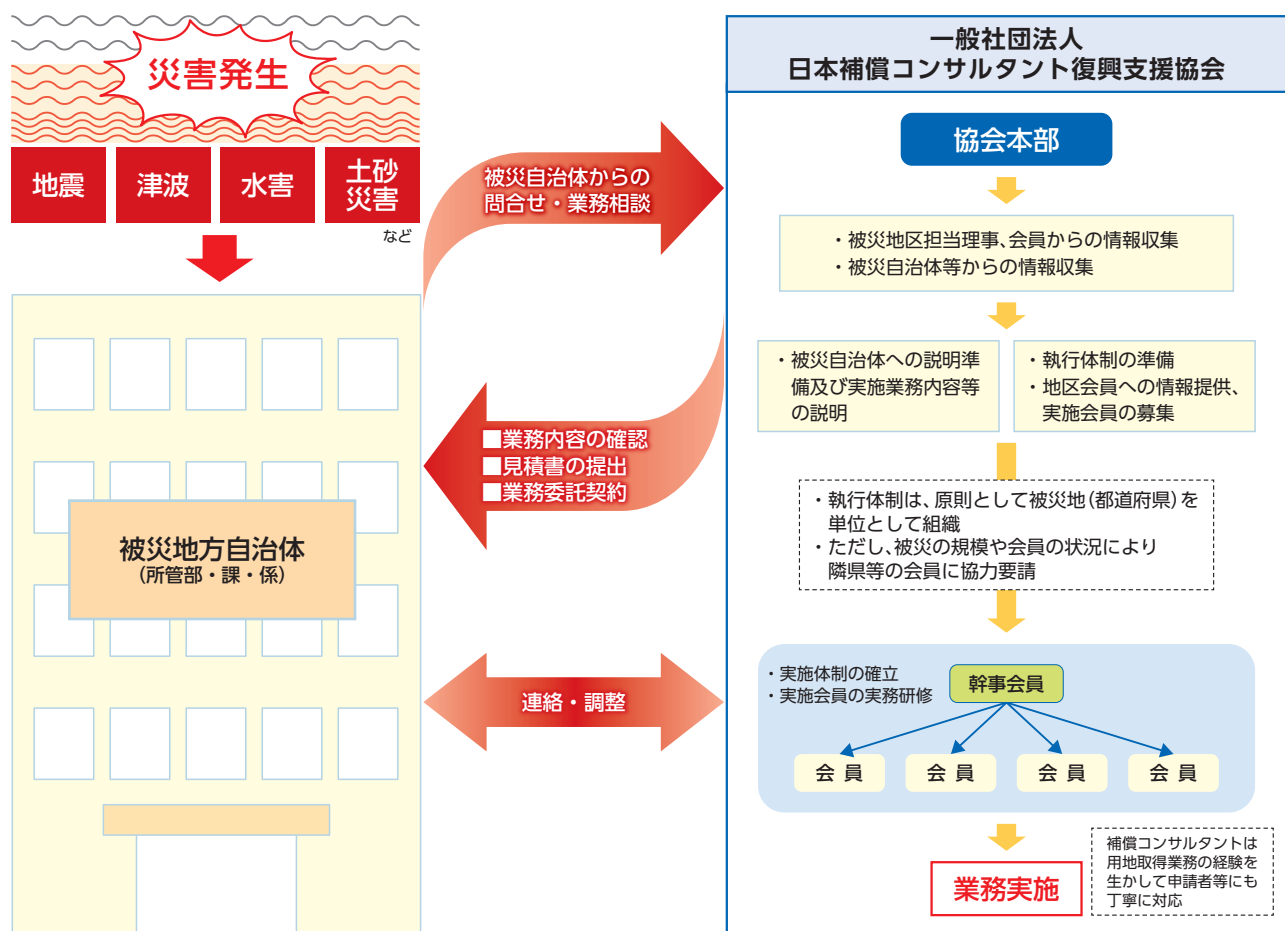 災害発生
地震
津波
水害
土砂
災害
など
被災地方自治体
(所管部・課・係)
被災自治体からの
問合せ・業務相談
■業務内容の確認
■見積書の提出
■業務委託契約
連絡・調整
一般社団法人
日本補償コンサルタント復興支援協会
協会本部
・被災地区担当理事、会員からの情報収集
・被災自治体等からの情報収集
・被災自治体への説明準
備及び実施業務内容等
の説明
・執行体制の準備
・地区会員への情報提供、
実施会員の募集
・執行体制は、原則として被災地(都道府県)を
単位として組織
・ただし、被災の規模や会員の状況により
隣県等の会員に協力要請
・実施体制の確立
・実施会員の実務研修
幹事会員
会 員
会 員
会 員
会 員
業務実施
補償コンサルタントは
用地取得業務の経験を
生かして申請者等にも
丁寧に対応